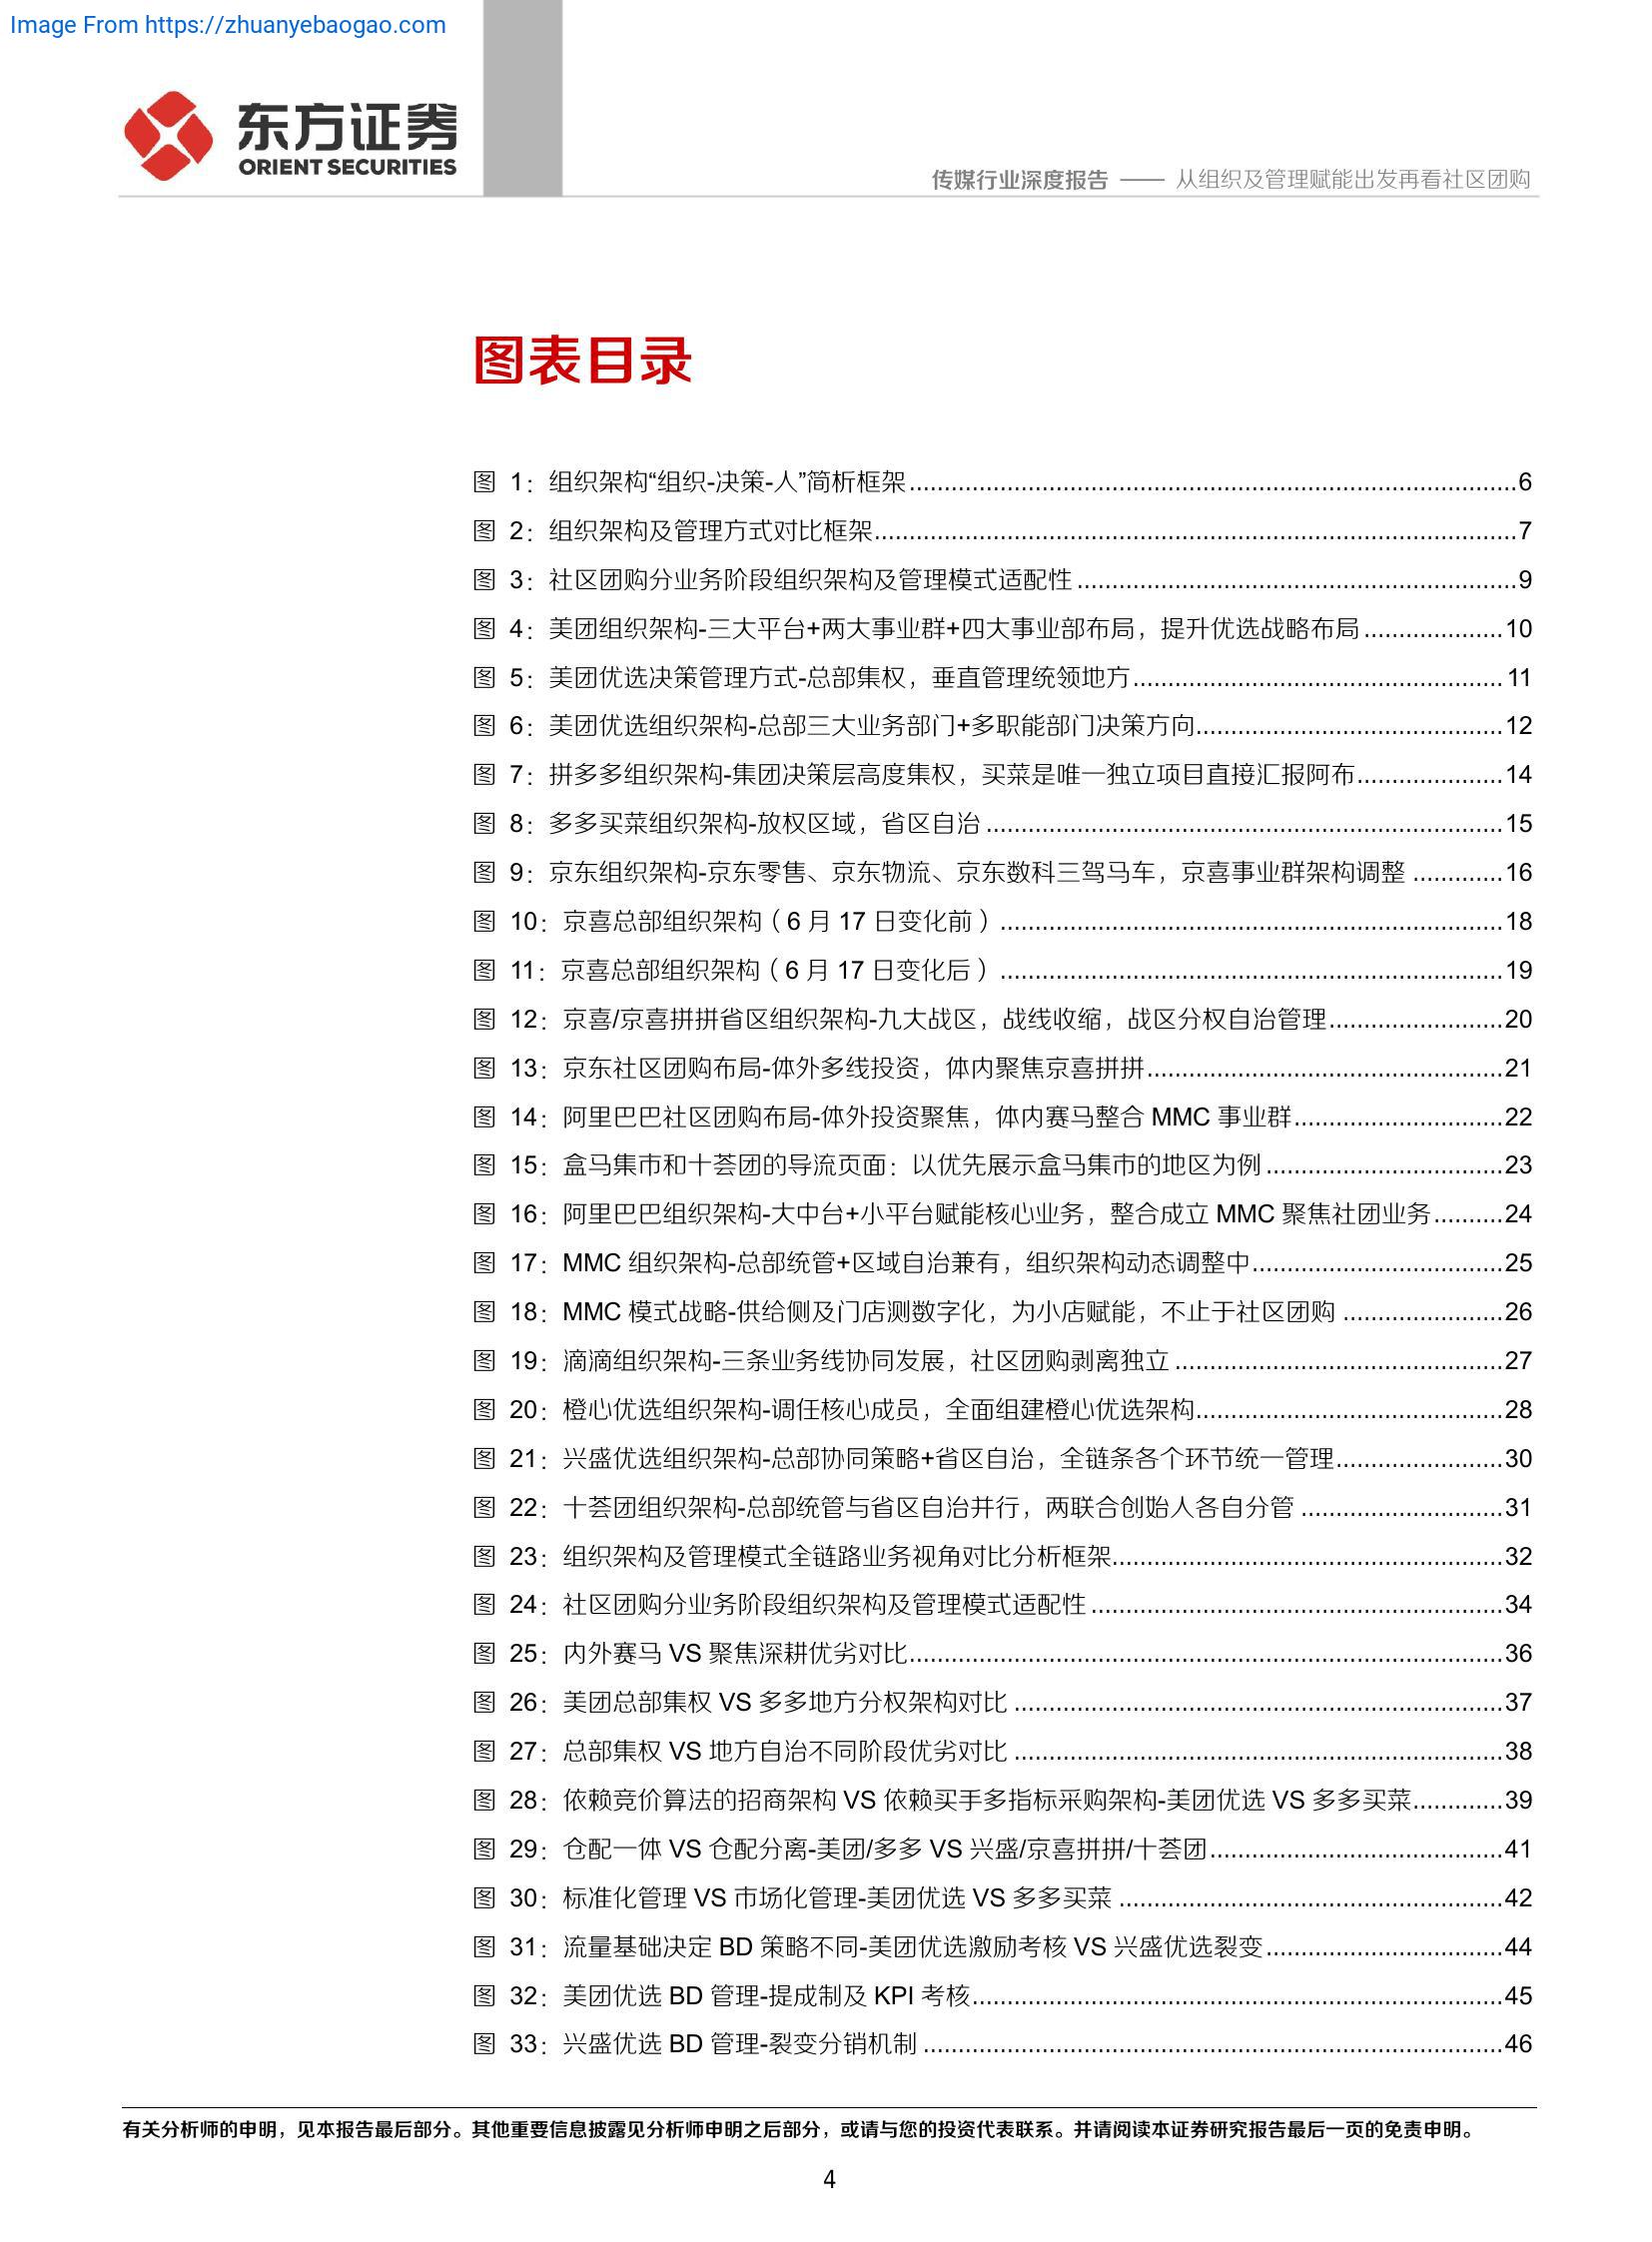 Image From https://zhuanyebaogao.com
东方证券
ORIENT SECURITIES
传媒行业深度报告 —— 从组织及管理赋能出发再看社区团购
图表目录
图 1：组织架构“组织-决策-人”简析框架 6
图 2：组织架构及管理方式对比框架 7
图 3：社区团购分业务阶段组织架构及管理模式适配性 9
图 4：美团组织架构-三大平台+两大事业群+四大事业部布局，提升优选战略布局 10
图 5：美团优选决策管理方式-总部集权，垂直管理统领地方 11
图 6：美团优选组织架构-总部三大业务部门+多职能部门决策方向 12
图 7：拼多多组织架构-集团决策层高度集权，买菜是唯一独立项目直接汇报阿布 14
图 8：多多买菜组织架构-放权区域，省区自治 15
图 9：京东组织架构-京东零售、京东物流、京东数科三驾马车，京喜事业群架构调整 16
图 10：京喜总部组织架构（6 月 17 日变化前） 18
图 11：京喜总部组织架构（6 月 17 日变化后） 19
图 12：京喜/京喜拼拼省区组织架构-九大战区，战线收缩，战区分权自治管理 20
图 13：京东社区团购布局-体外多线投资，体内聚焦京喜拼拼 21
图 14：阿里巴巴社区团购布局-体外投资聚焦，体内赛马整合 MMC 事业群 22
图 15：盒马集市和十荟团的导流页面：以优先展示盒马集市的地区为例 23
图 16：阿里巴巴组织架构-大中台+小平台赋能核心业务，整合成立 MMC 聚焦社团业务 24
图 17：MMC 组织架构-总部统管+区域自治兼有，组织架构动态调整中 25
图 18：MMC 模式战略-供给侧及门店测数字化，为小店赋能，不止于社区团购 26
图 19：滴滴组织架构-三条业务线协同发展，社区团购剥离独立 27
图 20：橙心优选组织架构-调任核心成员，全面组建橙心优选架构 28
图 21：兴盛优选组织架构-总部协同策略+省区自治，全链条各个环节统一管理 30
图 22：十荟团组织架构-总部统管与省区自治并行，两联合创始人各自分管 31
图 23：组织架构及管理模式全链路业务视角对比分析框架 32
图 24：社区团购分业务阶段组织架构及管理模式适配性 34
图 25：内外赛马 VS 聚焦深耕优劣对比 36
图 26：美团总部集权 VS 多多地方分权架构对比 37
图 27：总部集权 VS 地方自治不同阶段优劣对比 38
图 28：依赖竞价算法的招商架构 VS 依赖买手多指标采购架构-美团优选 VS 多多买菜 39
图 29：仓配一体 VS 仓配分离-美团/多多 VS 兴盛/京喜拼拼/十荟团 41
图 30：标准化管理 VS 市场化管理-美团优选 VS 多多买菜 42
图 31：流量基础决定 BD 策略不同-美团优选激励考核 VS 兴盛优选裂变 44
图 32：美团优选 BD 管理-提成制及 KPI 考核 45
图 33：兴盛优选 BD 管理-裂变分销机制 46
有关分析师的申明，见本报告最后部分。其他重要信息披露见分析师申明之后部分，或请与您的投资代表联系。并请阅读本证券研究报告最后一页的免责申明。
4